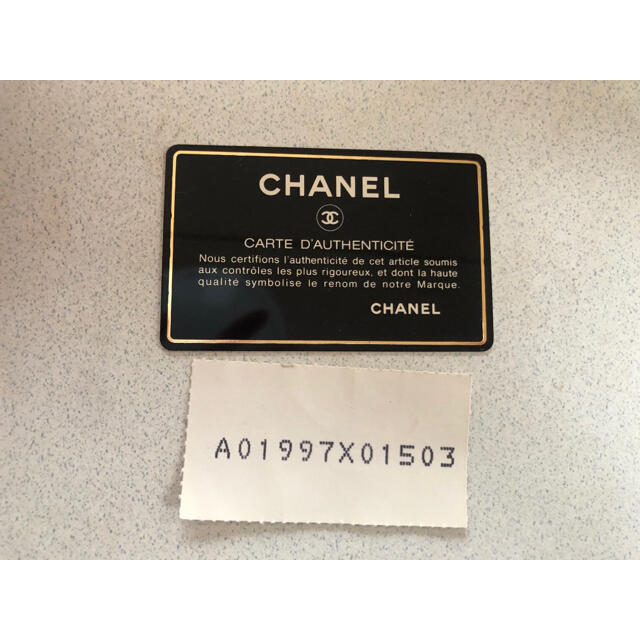 CHANEL
CARTE D'AUTHENTICITÉ
Nous certifions l'authenticité de cet article soumis
aux contrôles les plus rigoureux, et dont la haute
qualité symbolise le renom de notre Marque.
CHANEL
A01997X01503